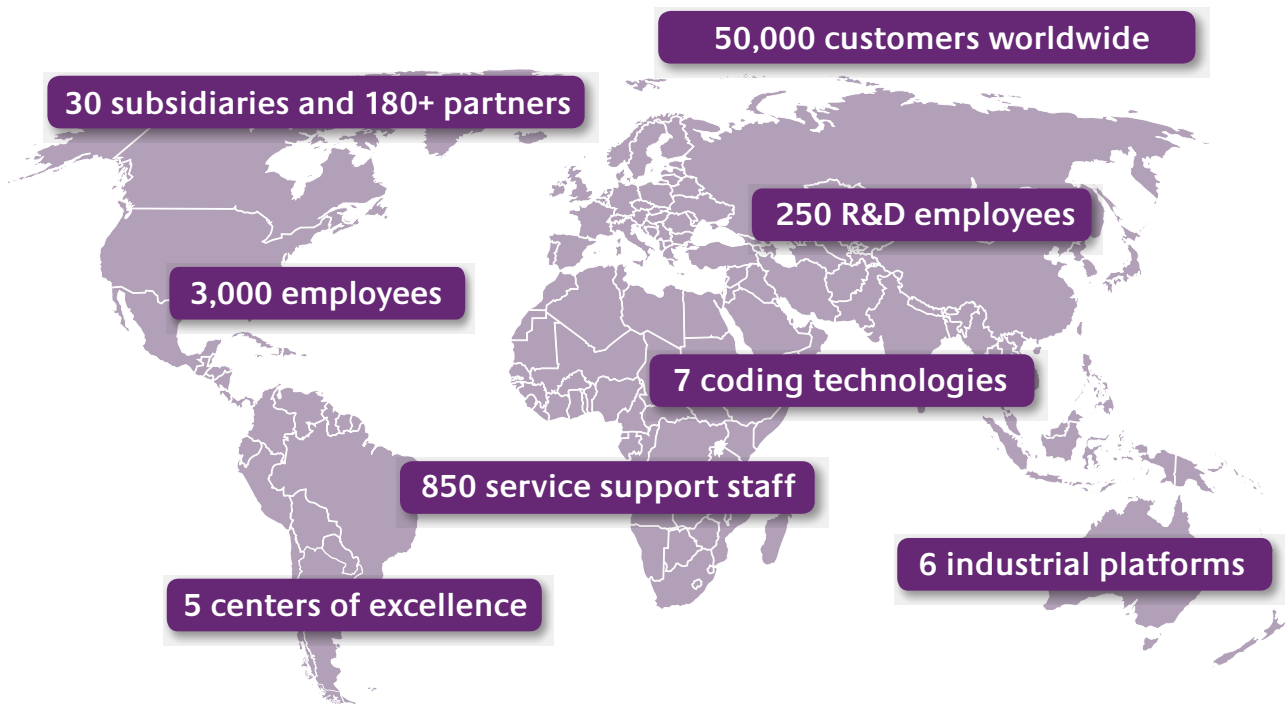 50,000 customers worldwide
30 subsidiaries and 180+ partners
250 R&D employees
3,000 employees
7 coding technologies
850 service support staff
6 industrial platforms
5 centers of excellence